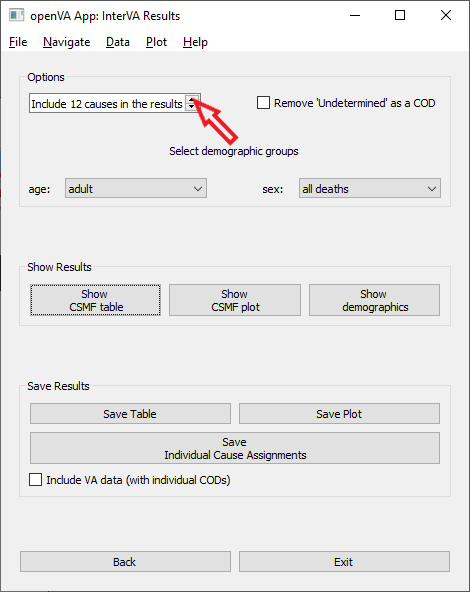 openVA App: InterVA Results
File Navigate Data Plot Help
Options
Include 12 causes in the results
Remove 'Undetermined' as a COD
Select demographic groups
age: adult sex: all deaths
Show Results
Show
CSMF table
Show
CSMF plot
Show
demographics
Save Results
Save Table
Save Plot
Save
Individual Cause Assignments
Include VA data (with individual CODs)
Back
Exit